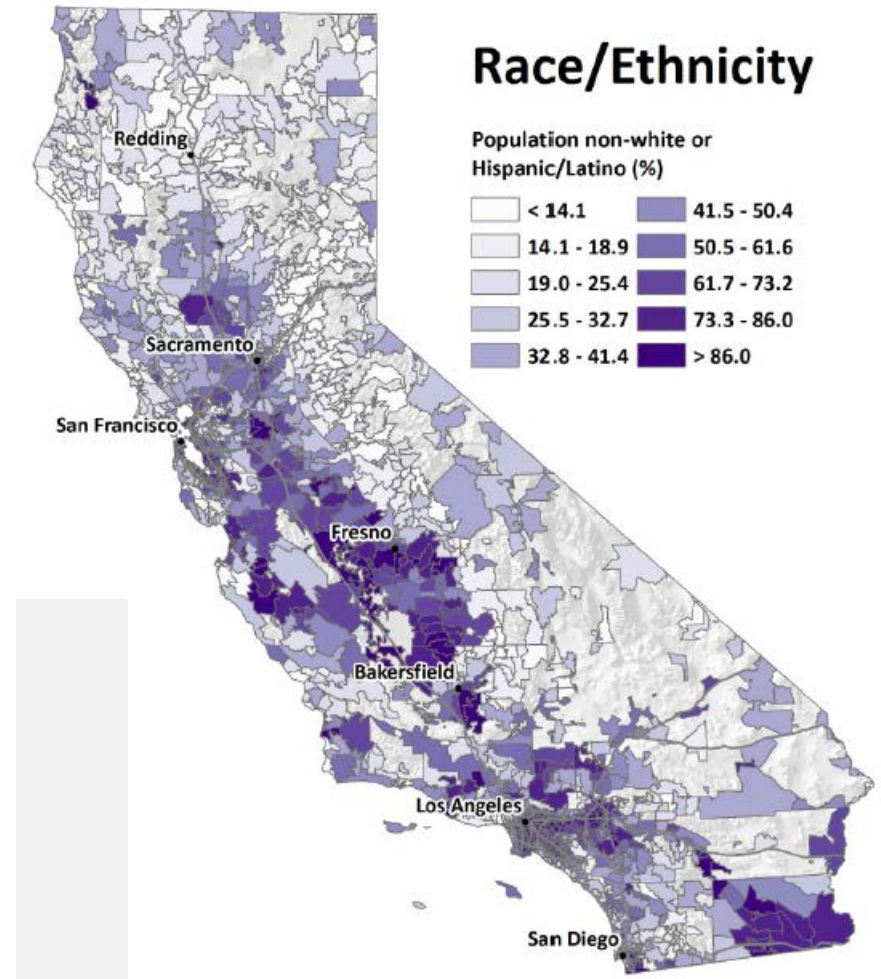 Race/Ethnicity
Population non-white or
Hispanic/Latino (%)
< 14.1
14.1 - 18.9
19.0 - 25.4
25.5 - 32.7
32.8 - 41.4
41.5 - 50.4
50.5 - 61.6
61.7 - 73.2
73.3 - 86.0
> 86.0
Redding
Sacramento
San Francisco
Fresno
Bakersfield
Los Angeles
San Diego